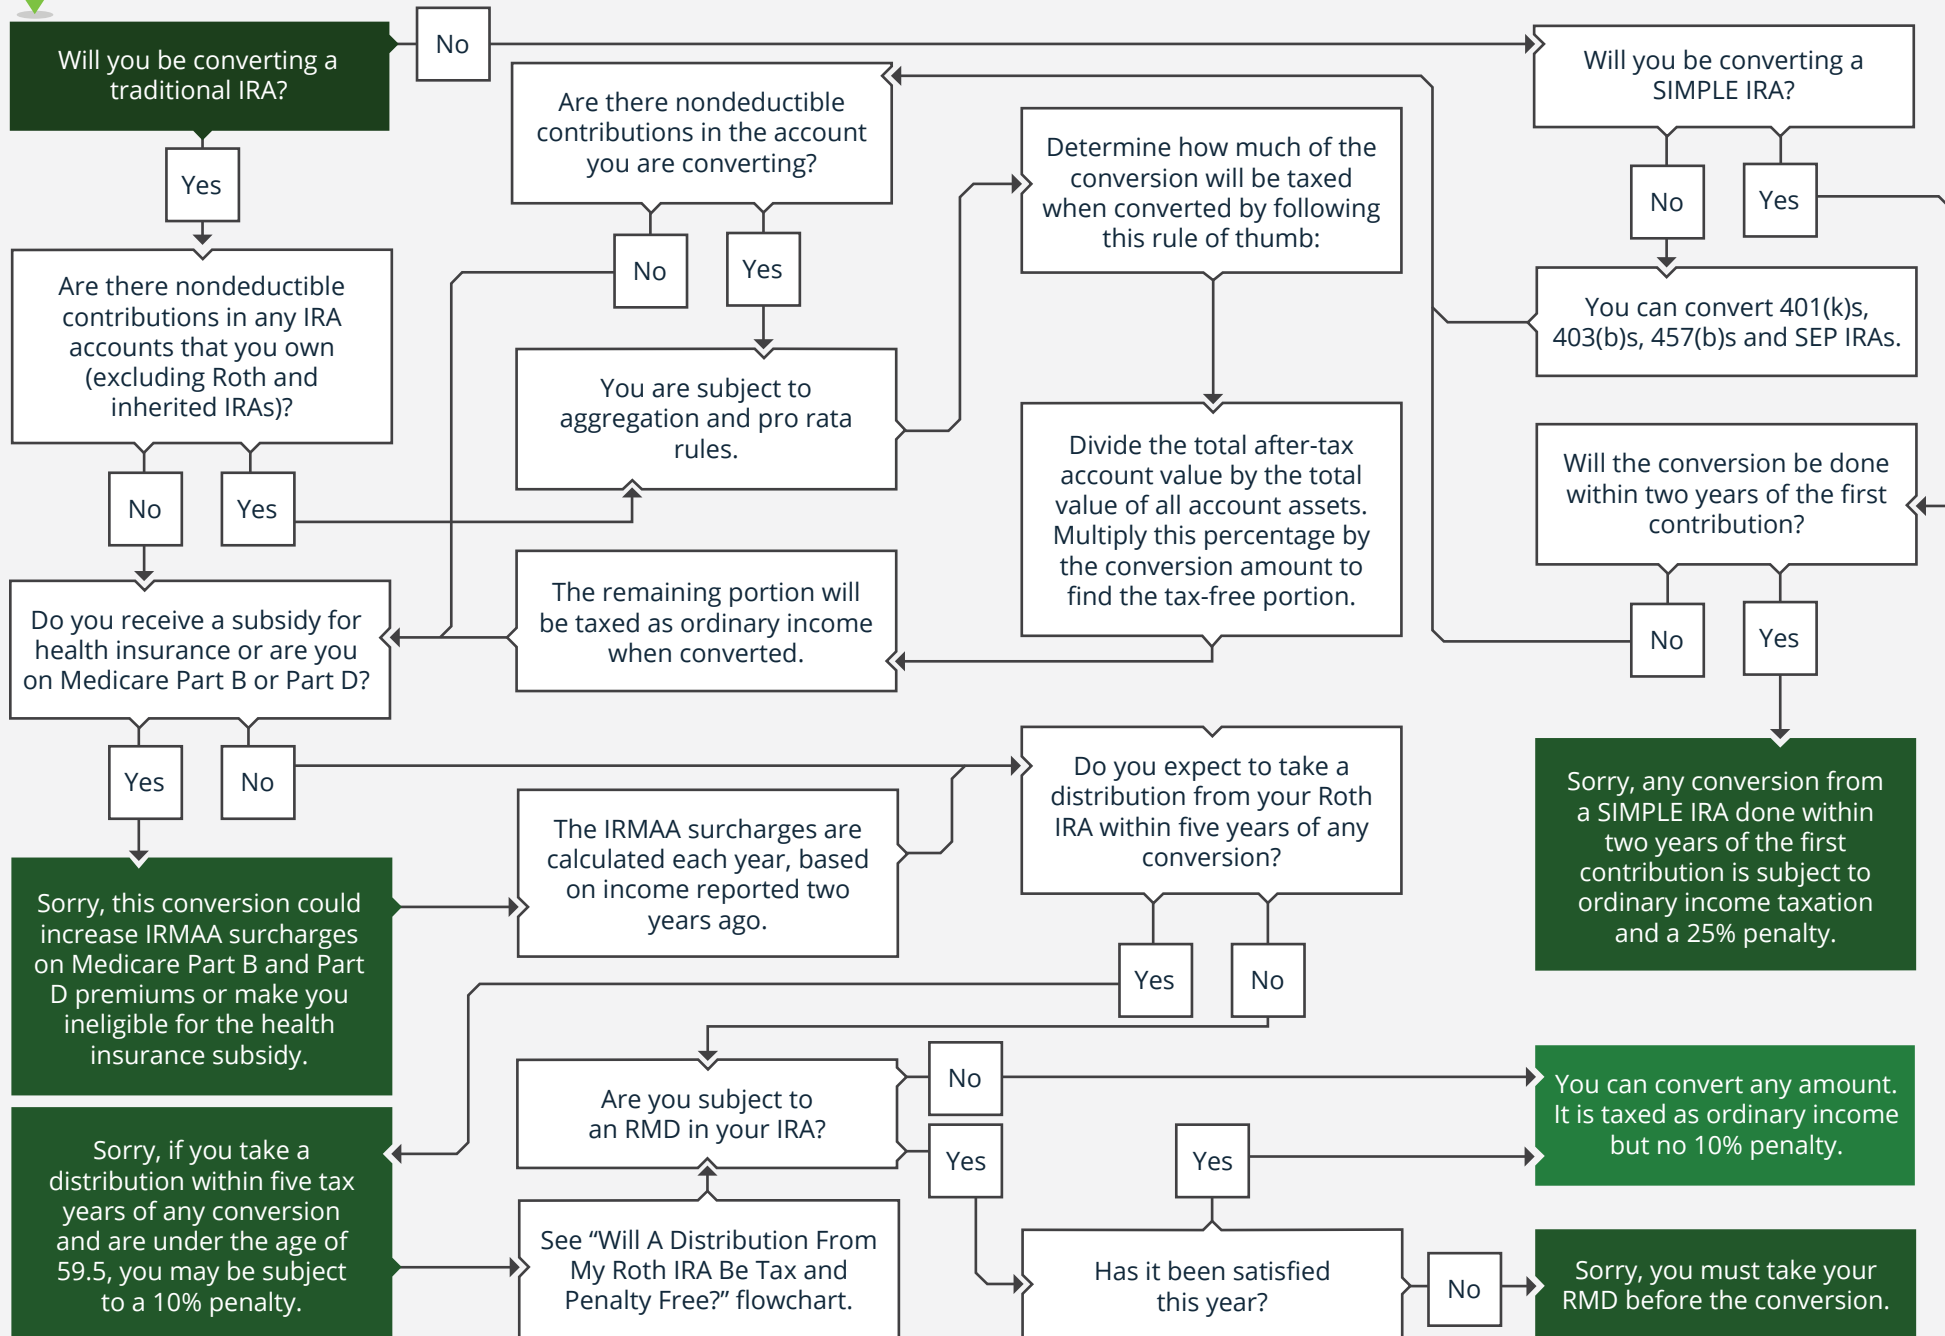 Will you be converting a
traditional IRA?
No
Yes
Will you be converting a
SIMPLE IRA?
No
Yes
Are there nondeductible
contributions in the account
you are converting?
No
Yes
Determine how much of the
conversion will be taxed
when converted by following
this rule of thumb:
Are there nondeductible
contributions in any IRA
accounts that you own
(excluding Roth and
inherited IRAs)?
No
Yes
You are subject to
aggregation and pro rata
rules.
You can convert 401(k)s,
403(b)s, 457(b)s and SEP IRAs.
Divide the total after-tax
account value by the total
value of all account assets.
Multiply this percentage by
the conversion amount to
find the tax-free portion.
Will the conversion be done
within two years of the first
contribution?
No
Yes
The remaining portion will
be taxed as ordinary income
when converted.
Do you receive a subsidy for
health insurance or are you
on Medicare Part B or Part D?
Yes
No
Do you expect to take a
distribution from your Roth
IRA within five years of any
conversion?
Yes
No
The IRMAA surcharges are
calculated each year, based
on income reported two
years ago.
Sorry, any conversion from
a SIMPLE IRA done within
two years of the first
contribution is subject to
ordinary income taxation
and a 25% penalty.
Sorry, this conversion could
increase IRMAA surcharges
on Medicare Part B and Part
D premiums or make you
ineligible for the health
insurance subsidy.
Are you subject to
an RMD in your IRA?
No
Yes
You can convert any amount.
It is taxed as ordinary income
but no 10% penalty.
Sorry, if you take a
distribution within five tax
years of any conversion
and are under the age of
59.5, you may be subject
to a 10% penalty.
See “Will A Distribution From
My Roth IRA Be Tax and
Penalty Free?” flowchart.
Yes
Has it been satisfied
this year?
No
Sorry, you must take your
RMD before the conversion.